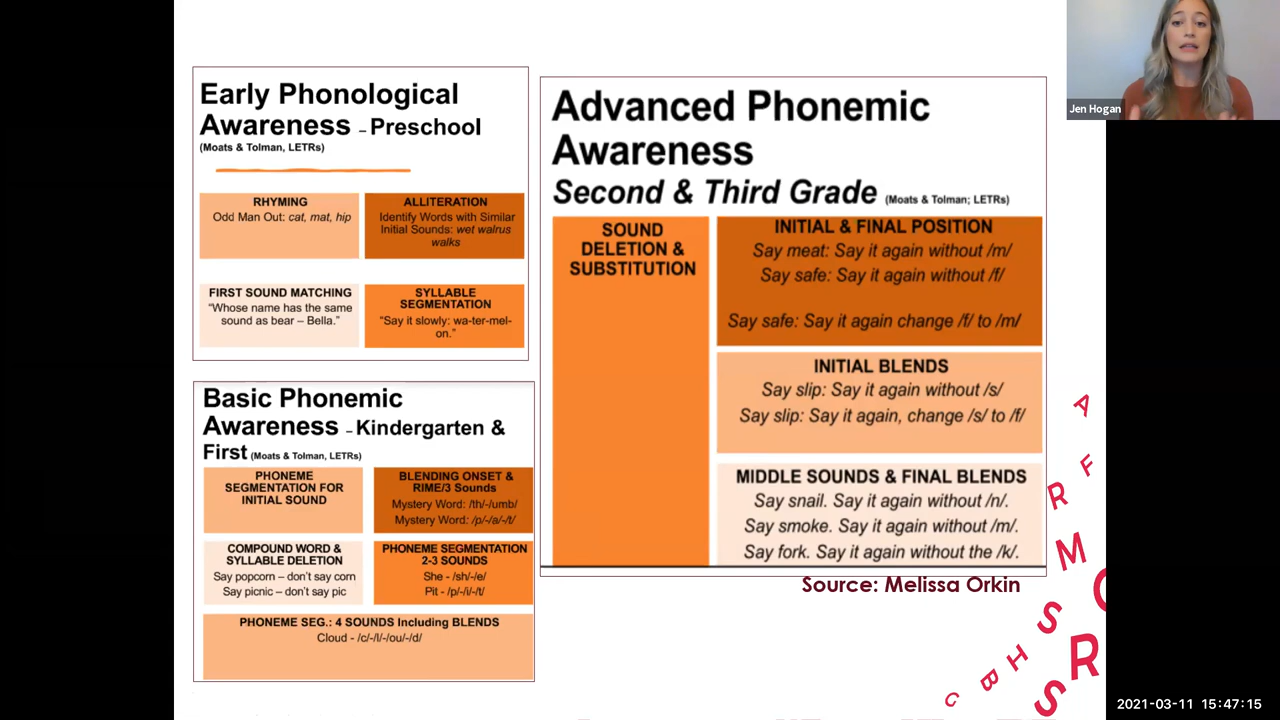 Early Phonological
Awareness – Preschool
(Moats & Tolman, LETRs)
RHYMING
Odd Man Out: cat, mat, hip
ALLITERATION
Identify Words with Similar
Initial Sounds: wet walrus
walks
FIRST SOUND MATCHING
“Whose name has the same
sound as bear – Bella.”
SYLLABLE
SEGMENTATION
“Say it slowly: wa-ter-mel-
on.”
Basic Phonemic
Awareness – Kindergarten &
First (Moats & Tolman, LETRs)
PHONEME
SEGMENTATION FOR
INITIAL SOUND
BLENDING ONSET &
RIME/3 Sounds
Mystery Word: /th/-/umb/
Mystery Word: /p/-/a/-/t/
COMPOUND WORD &
SYLLABLE DELETION
Say popcorn – don’t say corn
Say picnic – don’t say pic
PHONEME SEGMENTATION
2-3 SOUNDS
She - /sh/-/e/
Pit - /p/-/i/-/t/
PHONEME SEG.: 4 SOUNDS Including BLENDS
Cloud - /c/-/l/-/ou/-/d/
Advanced Phonemic
Awareness
Second & Third Grade (Moats & Tolman; LETRs)
SOUND
DELETION &
SUBSTITUTION
INITIAL & FINAL POSITION
Say meat: Say it again without /m/
Say safe: Say it again without /f/
Say safe: Say it again change /f/ to /m/
INITIAL BLENDS
Say slip: Say it again without /s/
Say slip: Say it again, change /s/ to /f/
MIDDLE SOUNDS & FINAL BLENDS
Say snail. Say it again without /n/.
Say smoke. Say it again without /m/.
Say fork. Say it again without the /k/.
Source: Melissa Orkin
Jen Hogan
A
F
R
M
S
H
R
B
C
S
2021-03-11 15:47:15